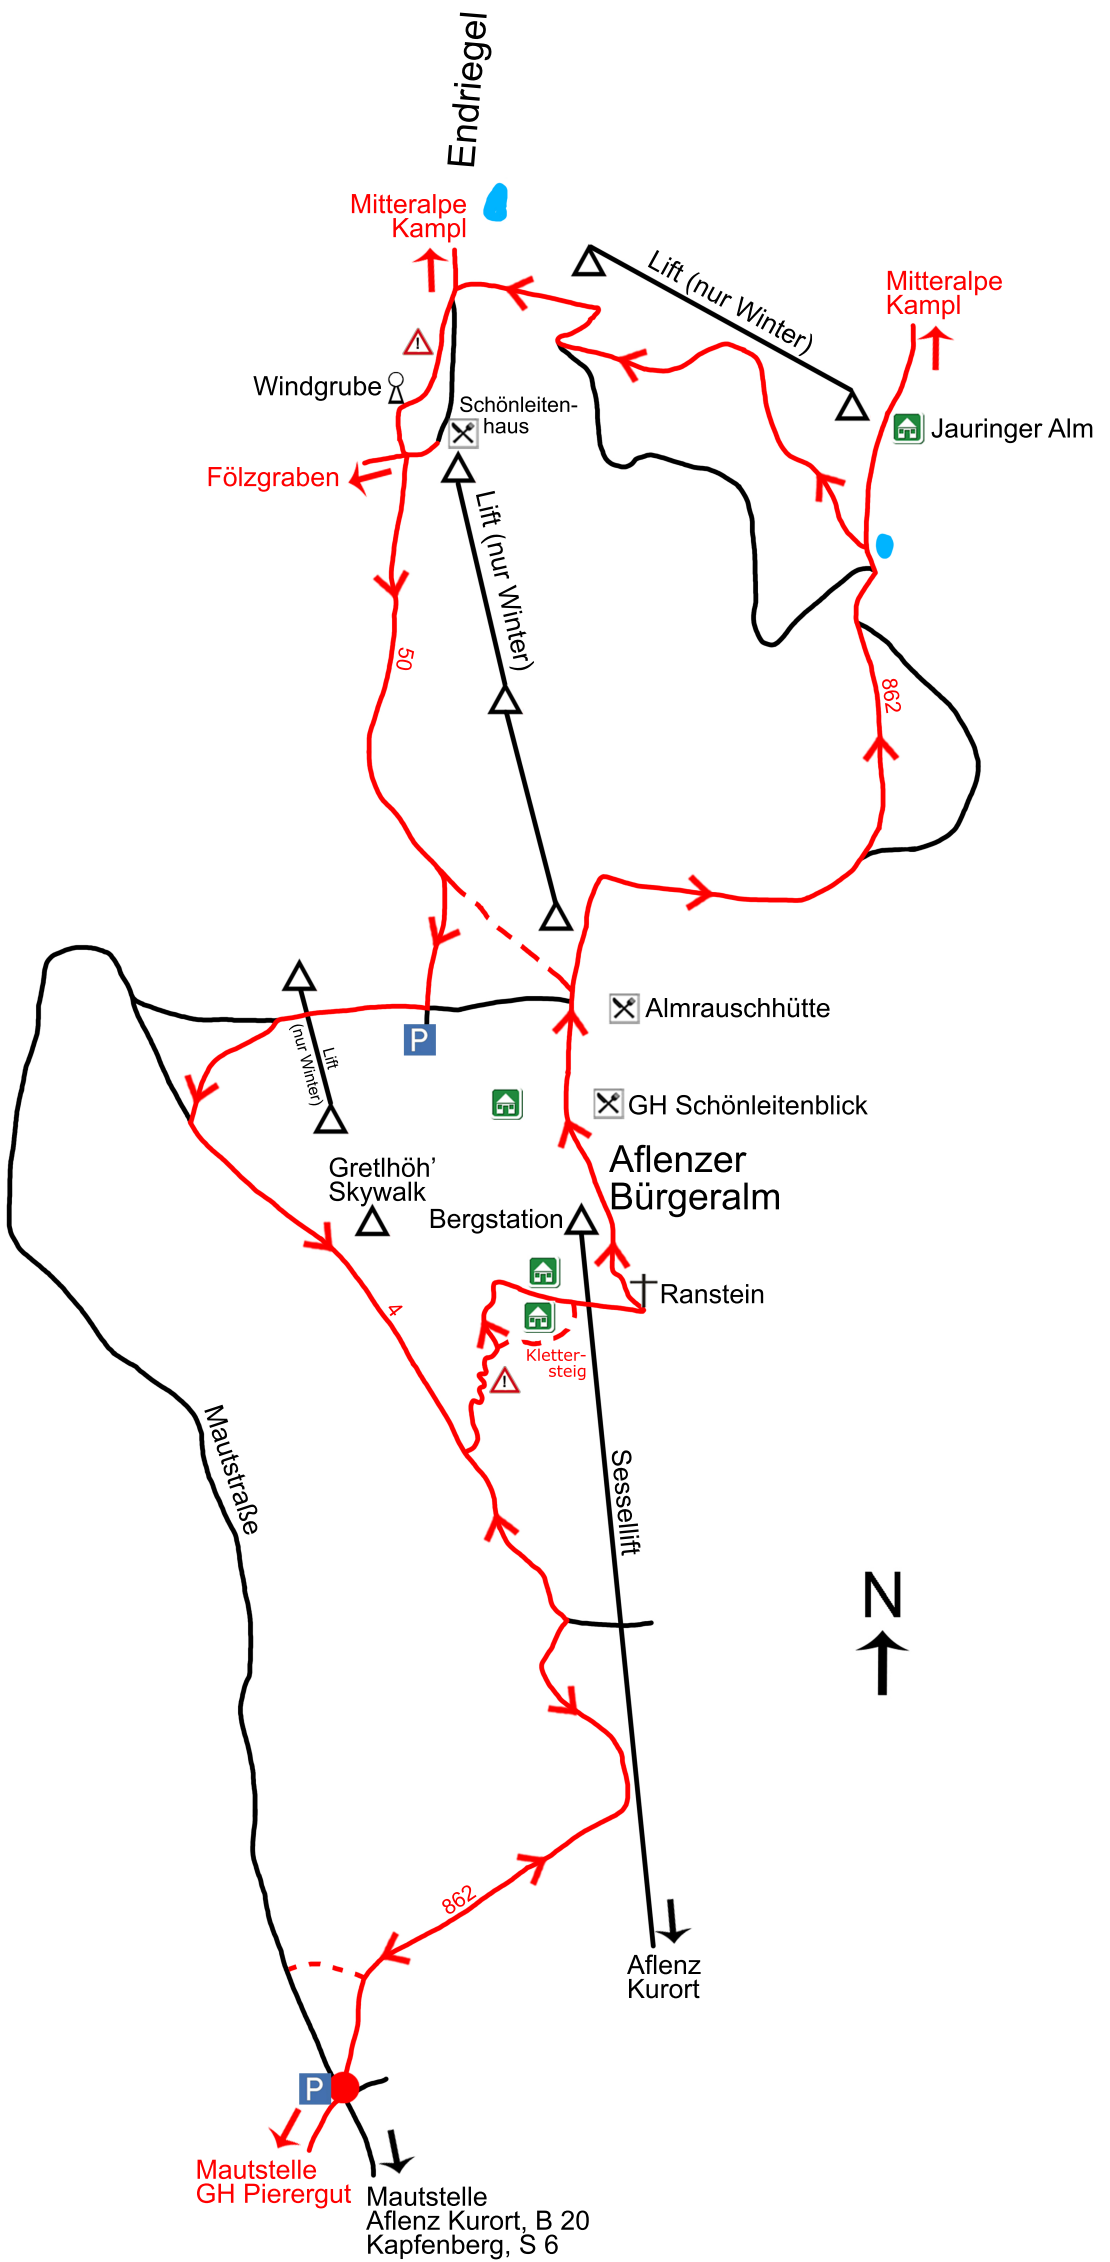 Endriegel
Mitteralpe
Kampl
Lift (nur Winter)
Mitteralpe
Kampl
!
Windgrube
Schönleiten-
haus
Jauringer Alm
Fölzgraben
Lift (nur Winter)
50
862
Almrauschhütte
P
Lift
(nur Winter)
GH Schönleitenblick
Aflenzer
Bürgeralm
Gretlhöh’
Skywalk
Bergstation
Ranstein
4
Kletter-
steig
!
Mautstraße
Sessellift
N
862
Aflenz
Kurort
P
Mautstelle
GH Pierergut
Mautstelle
Aflenz Kurort, B 20
Kapfenberg, S 6